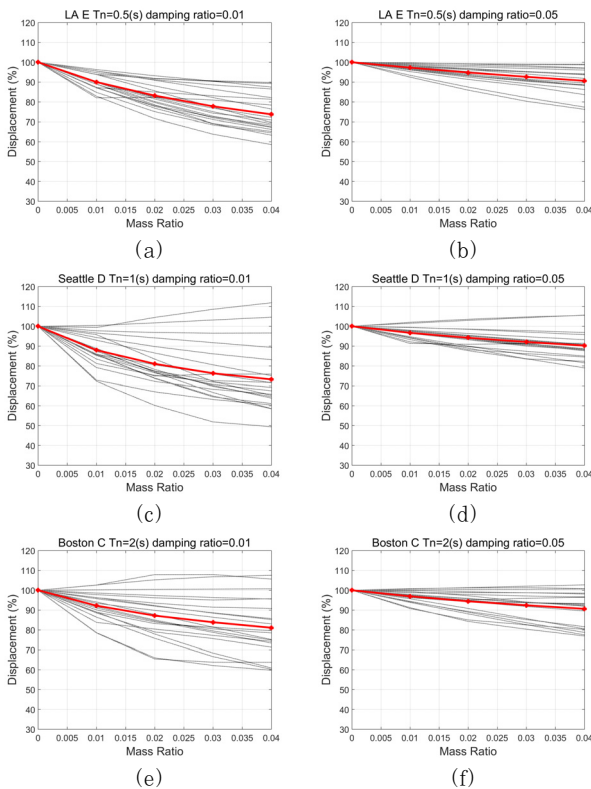 LA E Tn=0.5(s) damping ratio=0.01
120
110
100
90
80
70
60
50
40
30
Displacement (%)
0 0.005 0.01 0.015 0.02 0.025 0.03 0.035 0.04
Mass Ratio
(a)
LA E Tn=0.5(s) damping ratio=0.05
120
110
100
90
80
70
60
50
40
30
Displacement (%)
0 0.005 0.01 0.015 0.02 0.025 0.03 0.035 0.04
Mass Ratio
(b)
Seattle D Tn=1(s) damping ratio=0.01
120
110
100
90
80
70
60
50
40
30
Displacement (%)
0 0.005 0.01 0.015 0.02 0.025 0.03 0.035 0.04
Mass Ratio
(c)
Seattle D Tn=1(s) damping ratio=0.05
120
110
100
90
80
70
60
50
40
30
Displacement (%)
0 0.005 0.01 0.015 0.02 0.025 0.03 0.035 0.04
Mass Ratio
(d)
Boston C Tn=2(s) damping ratio=0.01
120
110
100
90
80
70
60
50
40
30
Displacement (%)
0 0.005 0.01 0.015 0.02 0.025 0.03 0.035 0.04
Mass Ratio
(e)
Boston C Tn=2(s) damping ratio=0.05
120
110
100
90
80
70
60
50
40
30
Displacement (%)
0 0.005 0.01 0.015 0.02 0.025 0.03 0.035 0.04
Mass Ratio
(f)